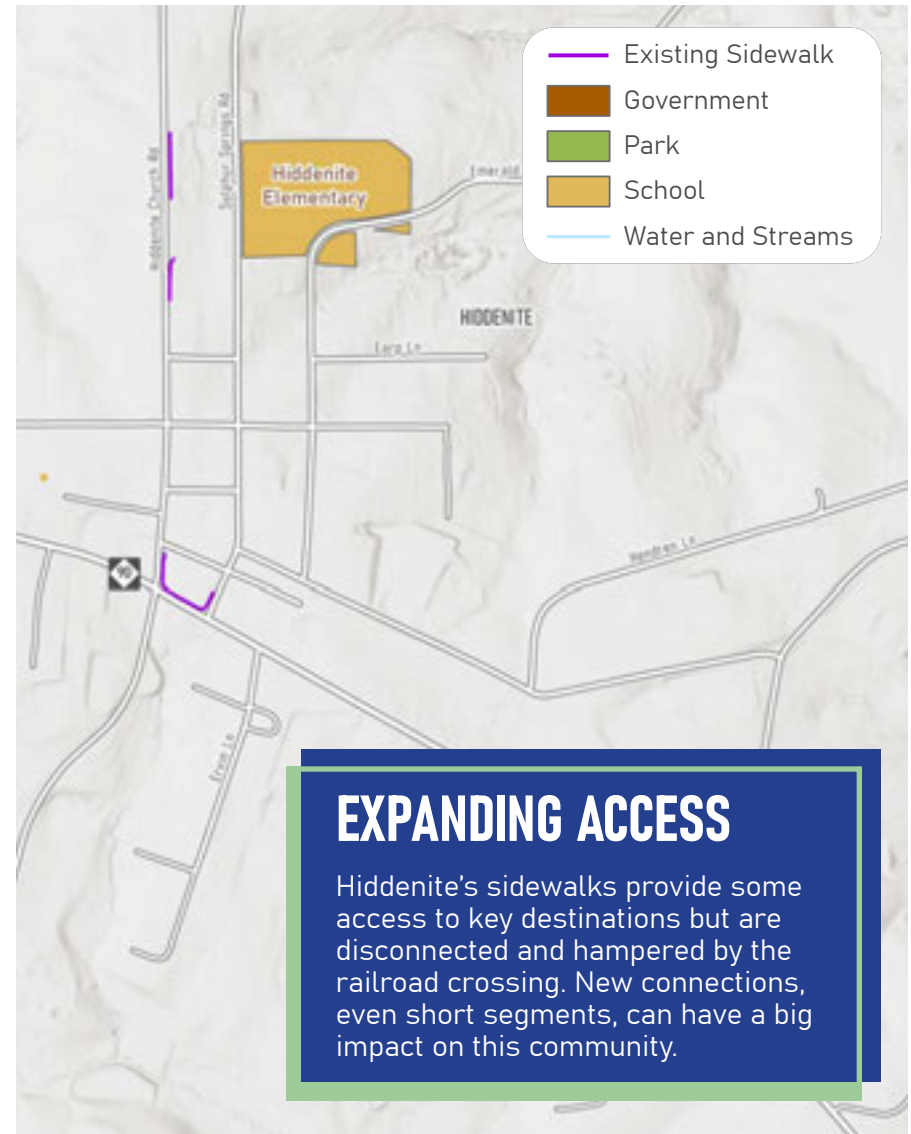 Existing Sidewalk
Government
Park
School
Water and Streams
Hiddenite Church Rd
Sulphur Springs Rd
Hiddenite
Elementary
Emerald
HIDDENITE
Hendren Ln
90
EXPANDING ACCESS
Hiddenite's sidewalks provide some
access to key destinations but are
disconnected and hampered by the
railroad crossing. New connections,
even short segments, can have a big
impact on this community.